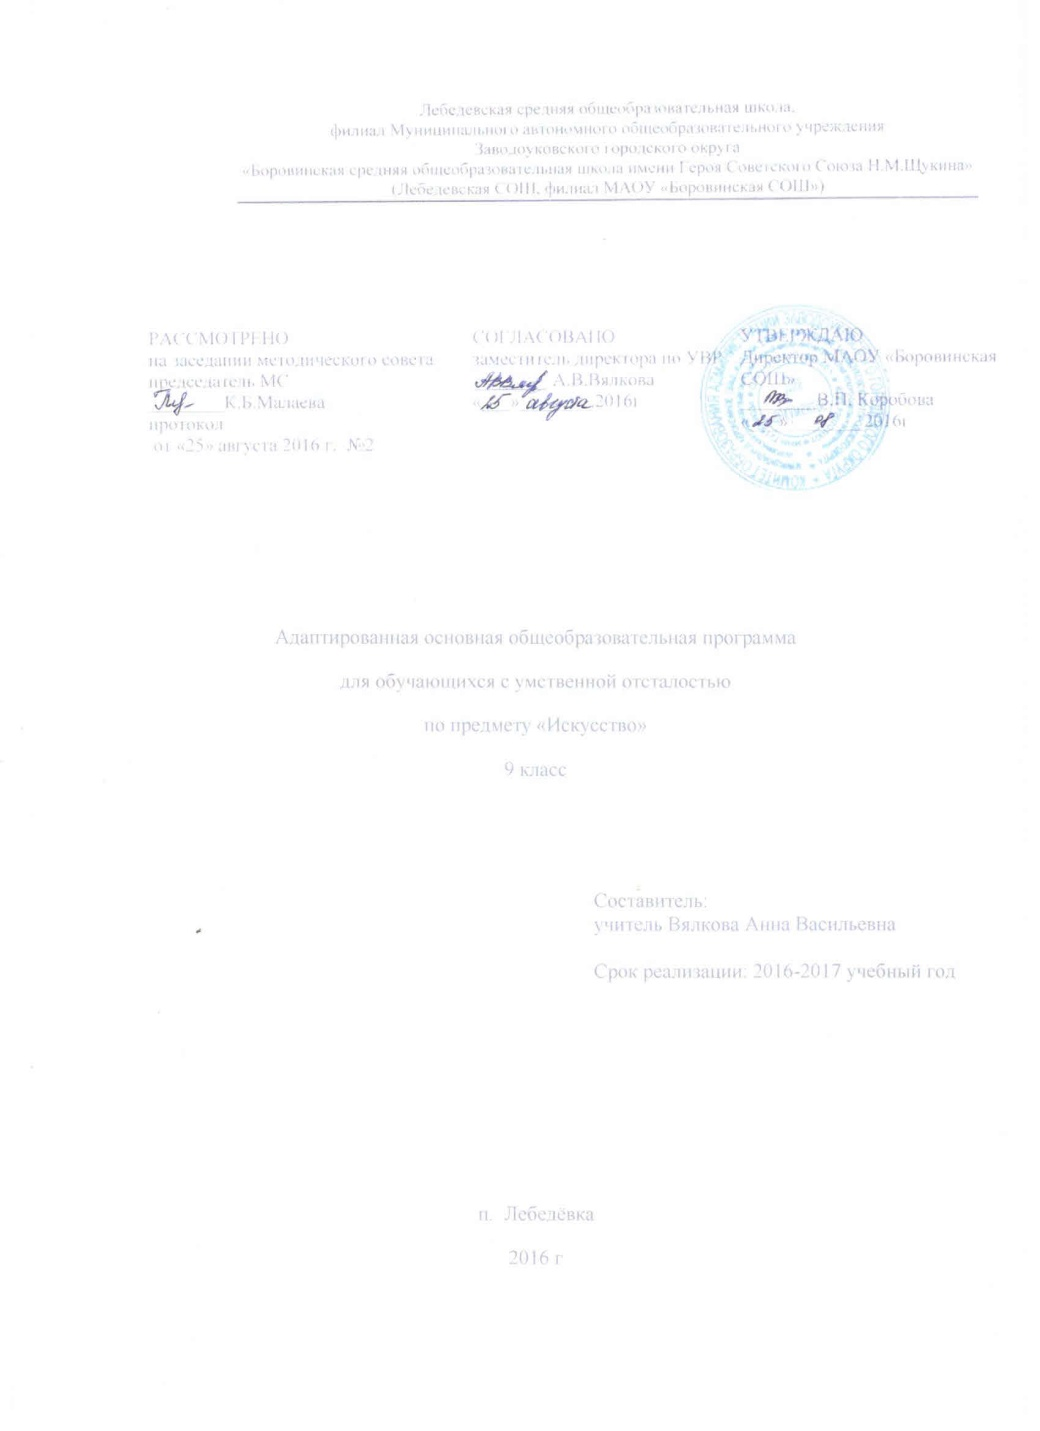 Лебедевская средняя общеобразовательная школа,
филиал Муниципального автономного общеобразовательного учреждения
Заводоуковского городского округа
«Боровинская средняя общеобразовательная школа имени Героя Советского Союза Н.М.Щукина»
(Лебедевская СОШ, филиал МАОУ «Боровинская СОШ»)
РАССМОТРЕНО
на заседании методического совета
председатель МС
К.Б.Малаева
протокол
от «25» августа 2016 г. №2
СОГЛАСОВАНО
заместитель директора по УВР
А.В.Вялкова
«25» августа 2016г
УТВЕРЖДАЮ
Директор МАОУ «Боровинская
СОШ»
В.П. Коробова
«25» 08 2016г
Адаптированная основная общеобразовательная программа
для обучающихся с умственной отсталостью
по предмету «Искусство»
9 класс
Составитель:
учитель Вялкова Анна Васильевна
Срок реализации: 2016-2017 учебный год
п. Лебедёвка
2016 г